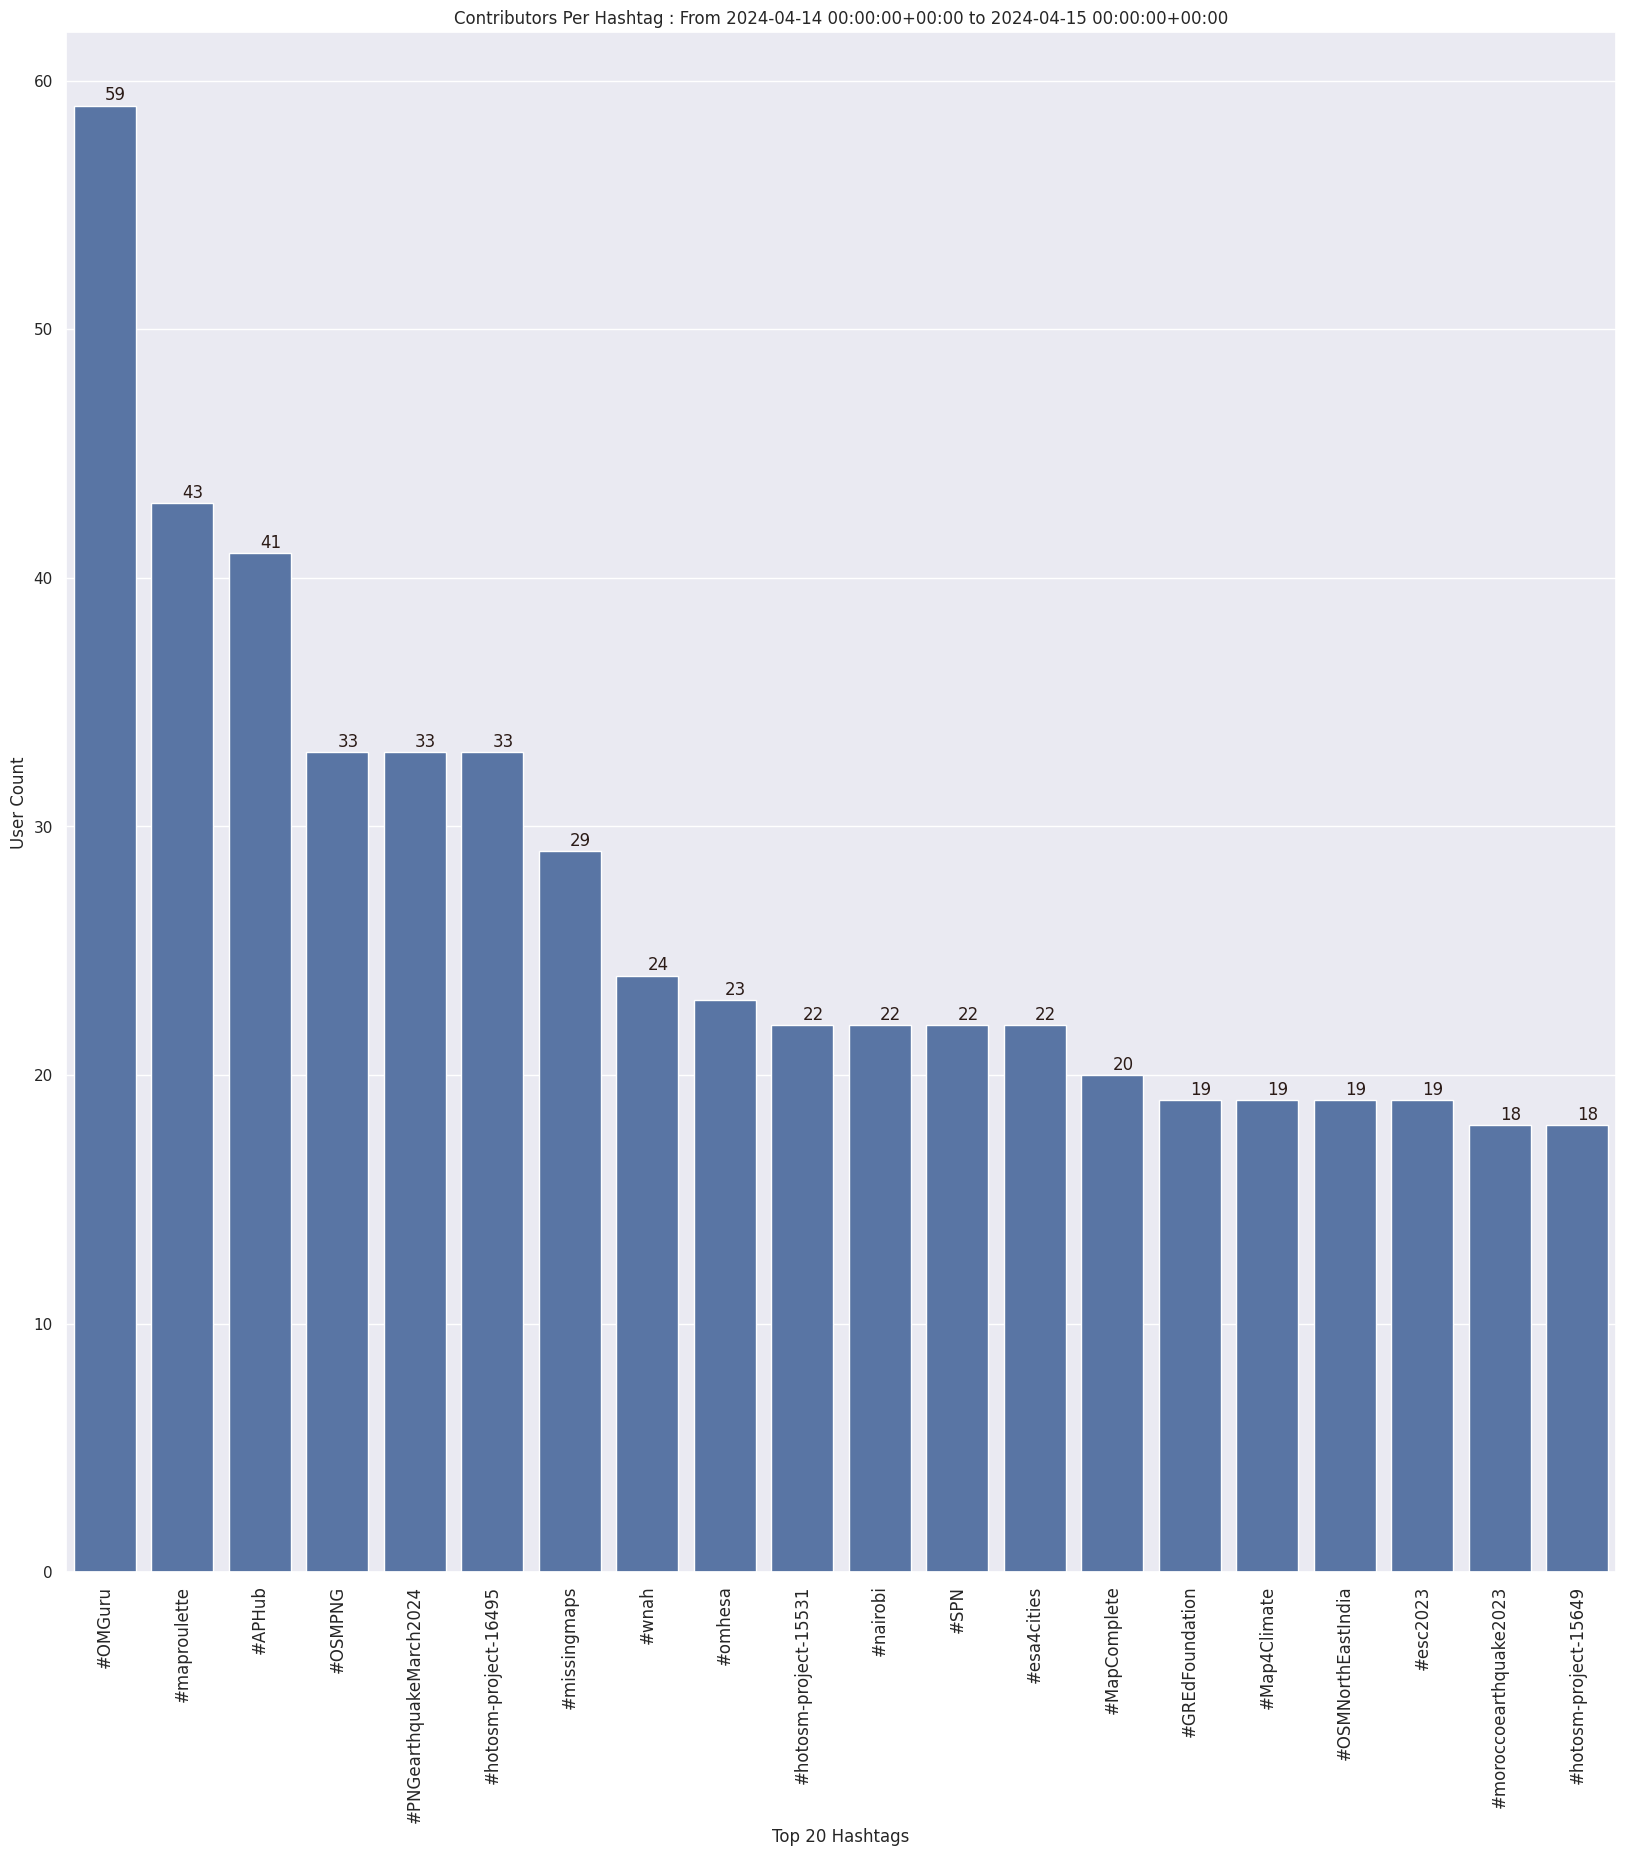 Contributors Per Hashtag : From 2024-04-14 00:00:00+00:00 to 2024-04-15 00:00:00+00:00
User Count
60
50
40
30
20
10
0
59
43
41
33
33
33
29
24
23
22
22
22
22
20
19
19
19
19
18
18
#OMGuru
#maproulette
#APHub
#OSMPNG
#PNGearthquakeMarch2024
#hotosm-project-16495
#missingmaps
#wnah
#omhesa
#hotosm-project-15531
#nairobi
#SPN
#esa4cities
#MapComplete
#GREdFoundation
#Map4Climate
#OSMNorthEastIndia
#esc2023
#moroccoearthquake2023
#hotosm-project-15649
Top 20 Hashtags